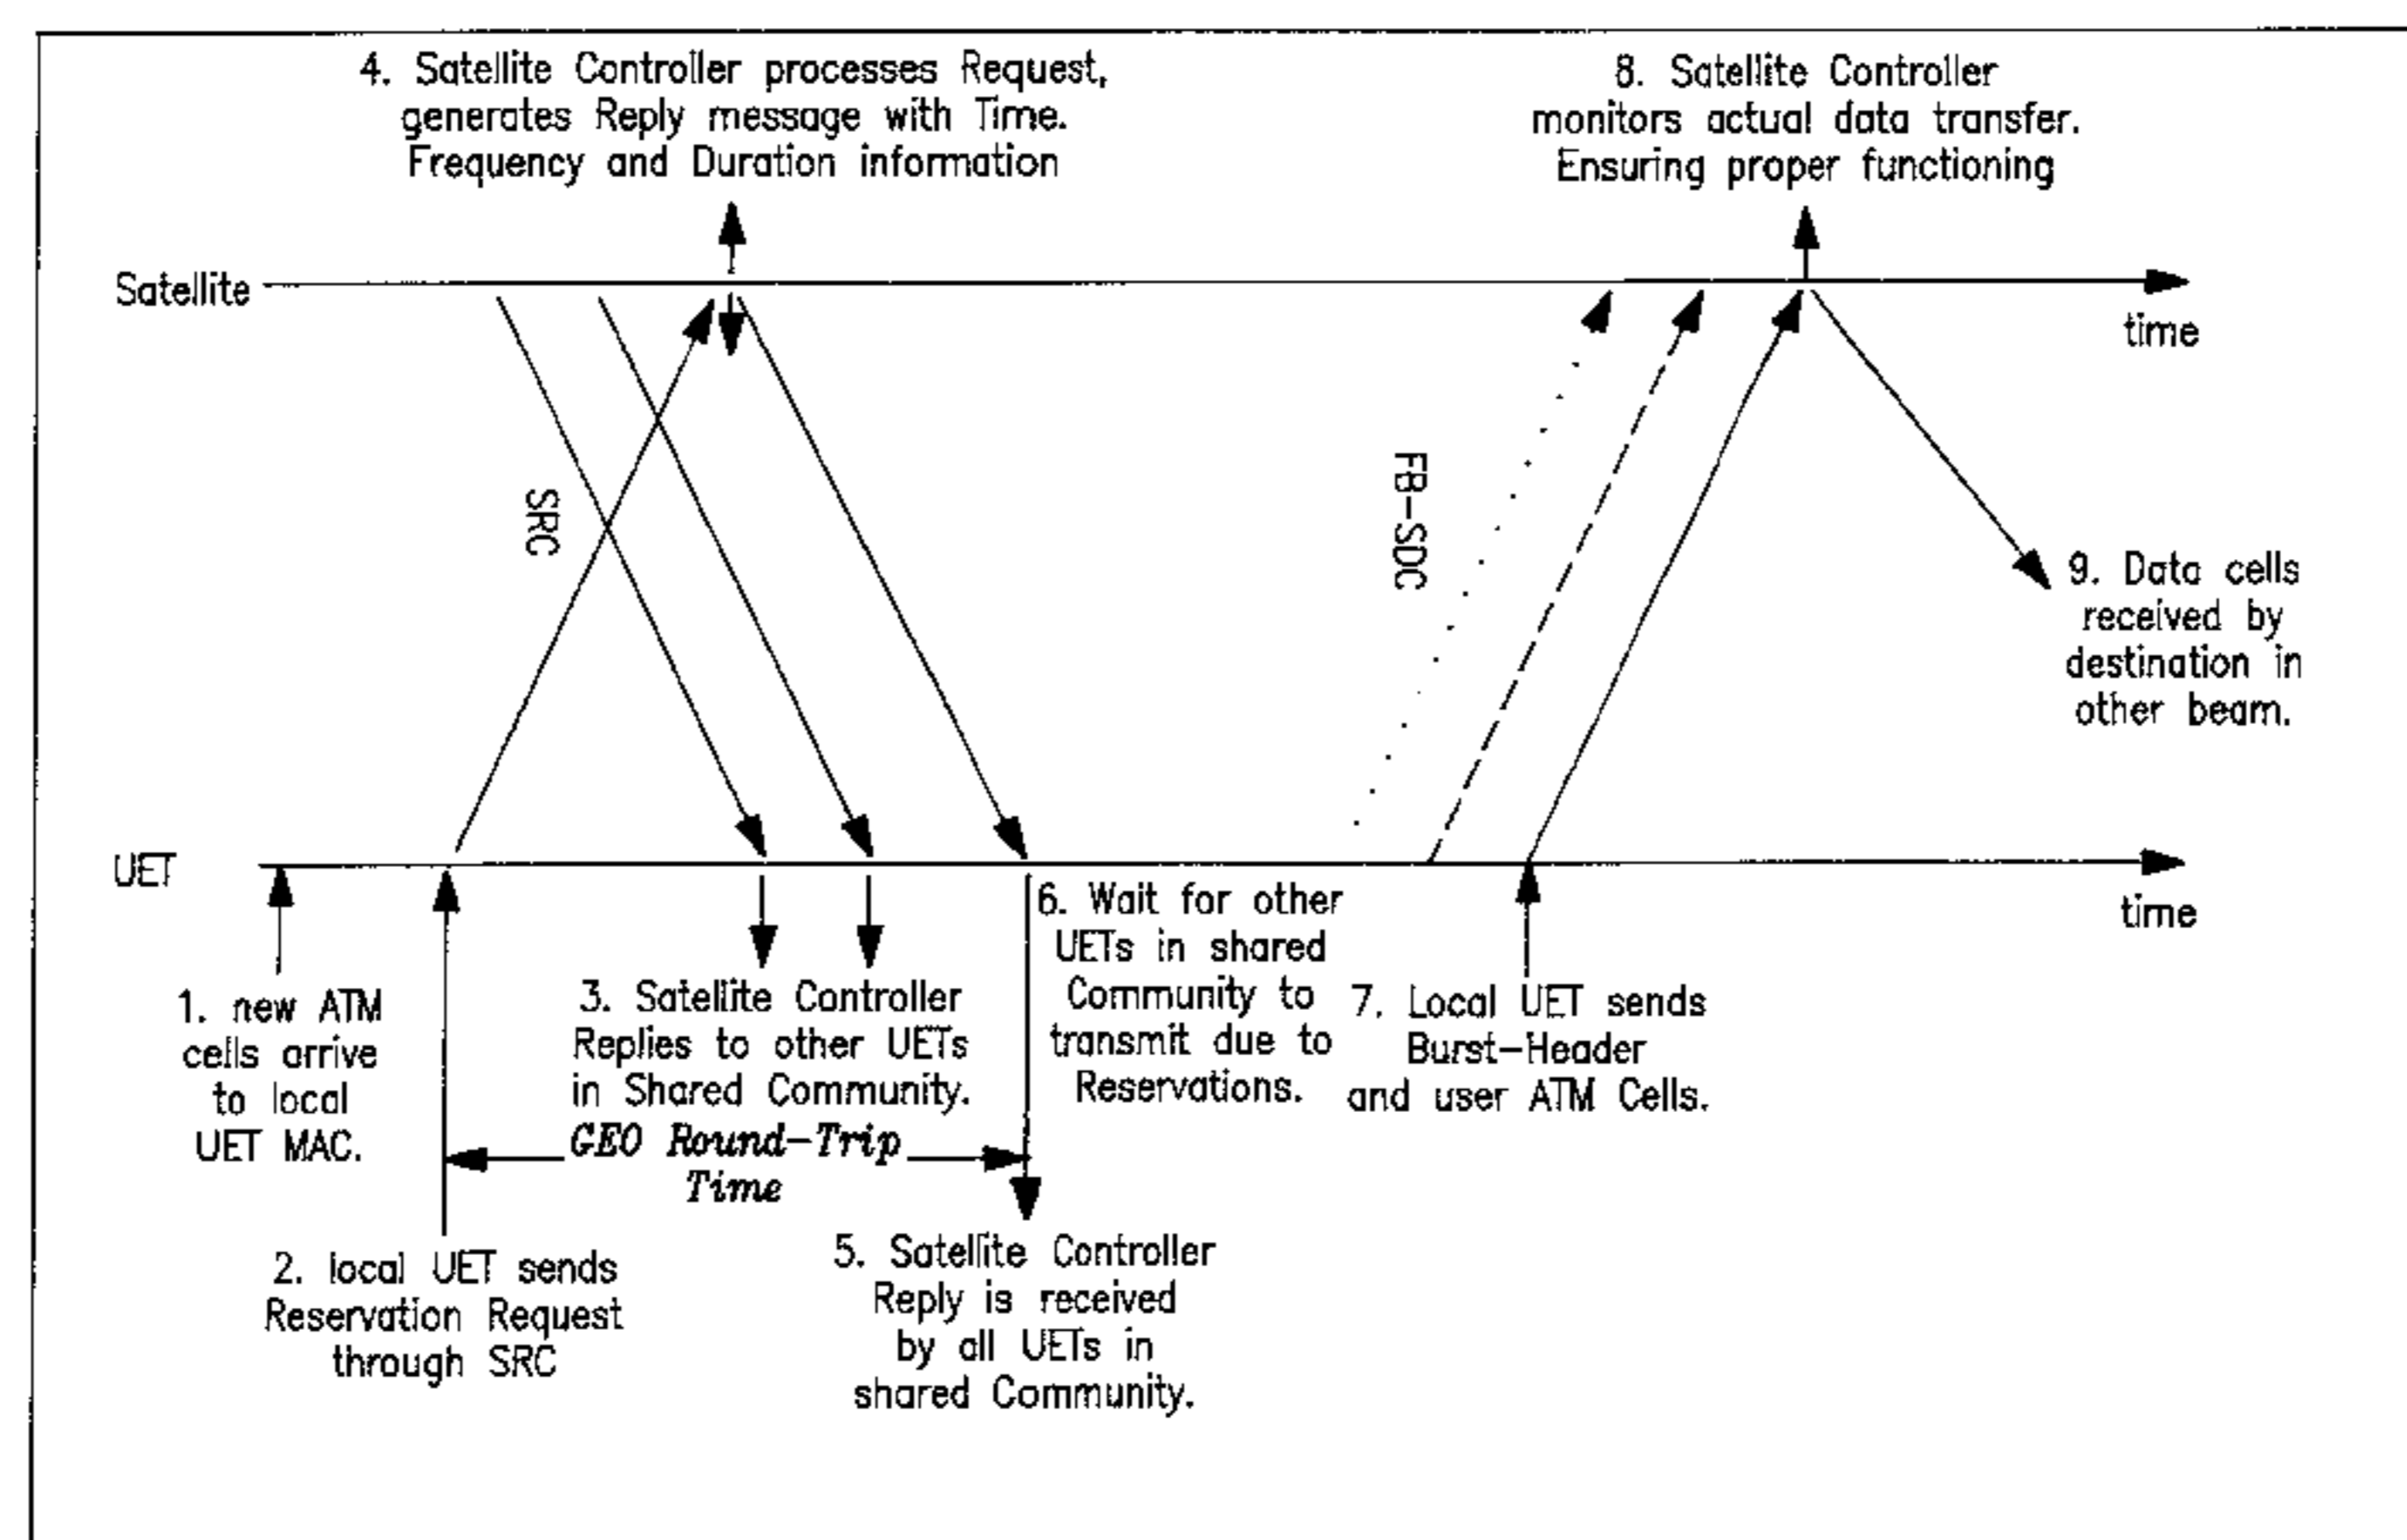 4. Satellite Controller processes Request,
generates Reply message with Time.
Frequency and Duration information
8. Satellite Controller
monitors actual data transfer.
Ensuring proper functioning
Satellite
time
SRC
FB-SDC
9. Data cells
received by
destination in
other beam.
UET
time
1. new ATM
cells arrive
to local
UET MAC.
2. local UET sends
Reservation Request
through SRC
3. Satellite Controller
Replies to other UETs
in Shared Community.
GEO Round-Trip
Time
5. Satellite Controller
Reply is received
by all UETs in
shared Community.
6. Wait for other
UETs in shared
Community to
transmit due to
Reservations.
7. Local UET sends
Burst-Header
and user ATM Cells.